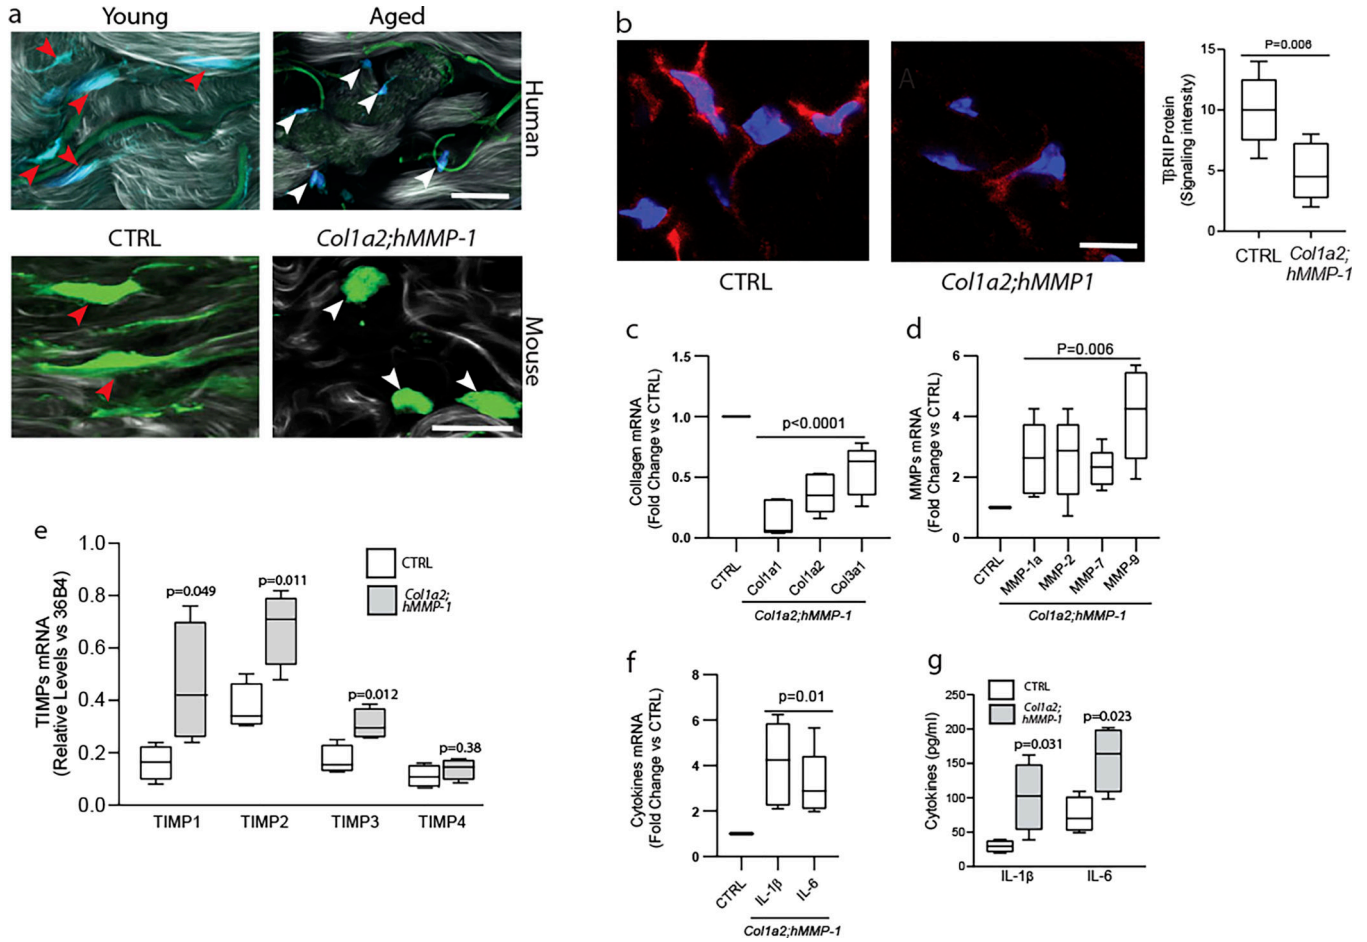 a
Young
Aged
Human
CTRL
Col1a2;hMMP-1
Mouse
b
A
CTRL
Col1a2;hMMP1
P=0.006
15
10
5
0
TβRII Protein
(Signaling intensity)
CTRL
Col1a2;
hMMP-1
c
1.5
1.0
0.5
0.0
Collagen mRNA
(Fold Change vs CTRL)
p<0.0001
CTRL
Col1a1
Col1a2
Col3a1
Col1a2;hMMP-1
d
6
4
2
0
MMPs mRNA
(Fold Change vs CTRL)
P=0.006
CTRL
MMP-1a
MMP-2
MMP-7
MMP-9
Col1a2;hMMP-1
e
1.0
0.8
0.6
0.4
0.2
0.0
TIMPs mRNA
(Relative Levels vs 36B4)
CTRL
Col1a2;
hMMP-1
p=0.049
p=0.011
p=0.012
p=0.38
TIMP1
TIMP2
TIMP3
TIMP4
f
8
6
4
2
0
Cytokines mRNA
(Fold Change vs CTRL)
p=0.01
CTRL
IL-1β
IL-6
Col1a2;hMMP-1
g
250
200
150
100
50
0
Cytokines (pg/ml)
CTRL
Col1a2;
hMMP-1
p=0.031
p=0.023
IL-1β
IL-6